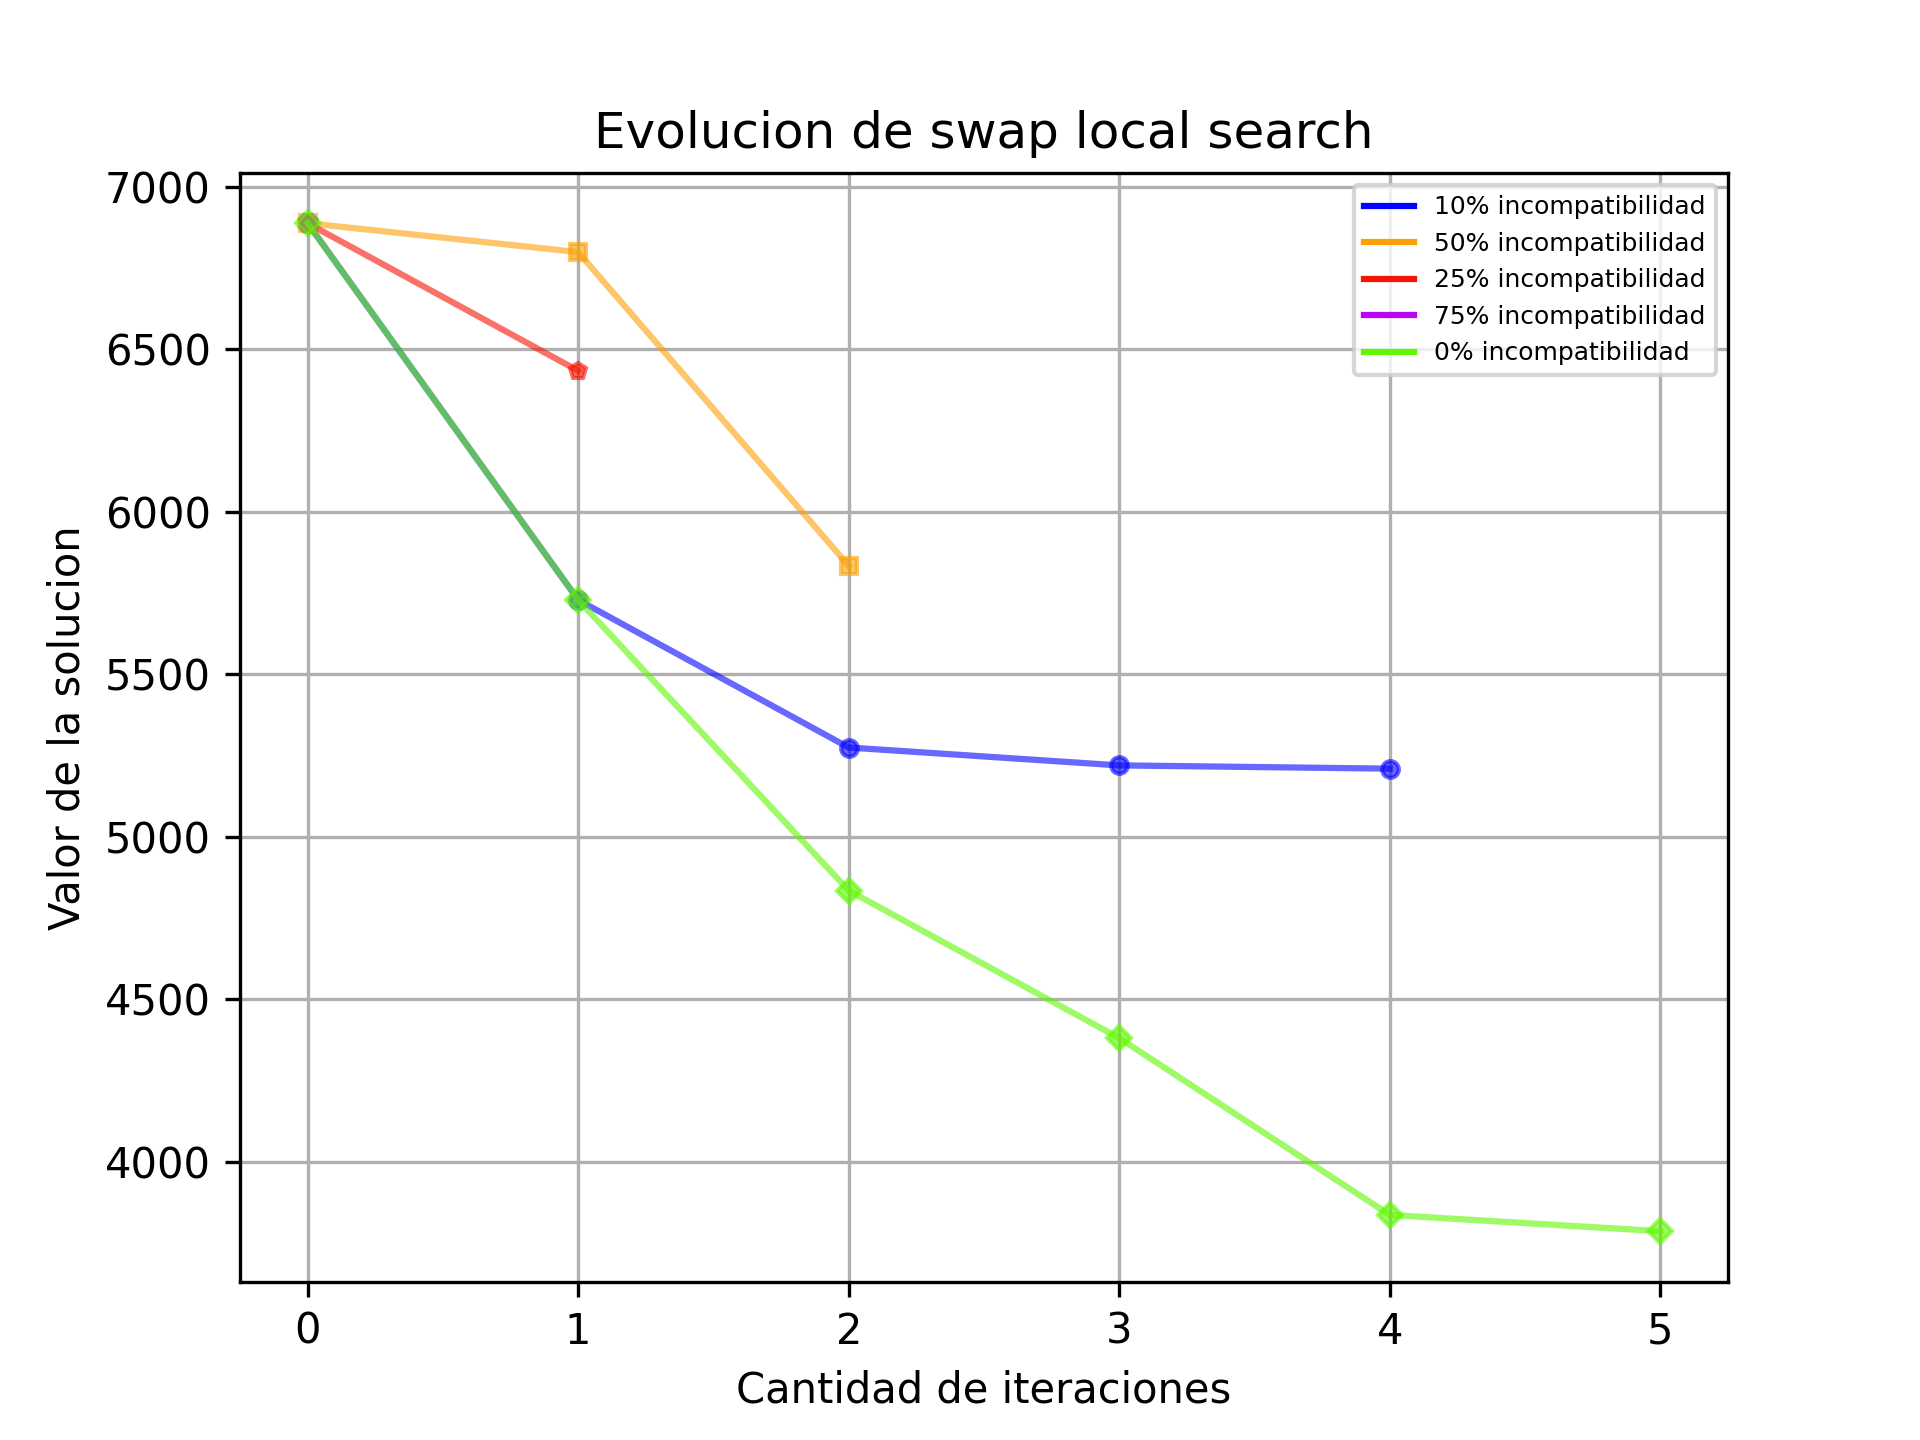 Evolucion de swap local search
7000
6500
6000
5500
5000
4500
4000
Valor de la solucion
10% incompatibilidad
50% incompatibilidad
25% incompatibilidad
75% incompatibilidad
0% incompatibilidad
0 1 2 3 4 5
Cantidad de iteraciones